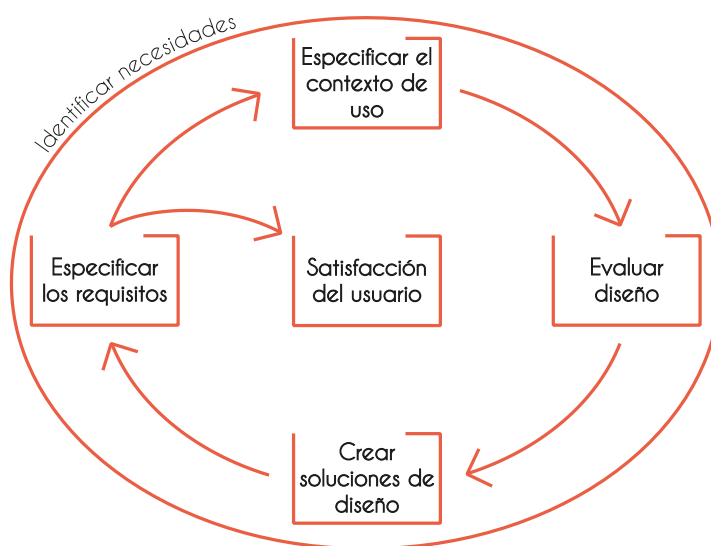 Identificar necesidades
Especificar el
contexto de
uso
Especificar
los requisitos
Satisfacción
del usuario
Evaluar
diseño
Crear
soluciones de
diseño